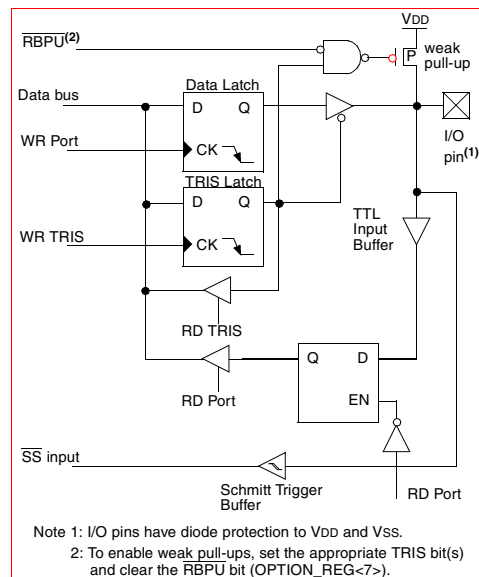 VDD
RBPU(2)
P
weak
pull-up
Data Latch
Data bus
D Q
I/O
pin(1)
WR Port
CK
TRIS Latch
D Q
TTL
Input
Buffer
WR TRIS
CK
RD TRIS
Q D
RD Port
EN
SS input
Schmitt Trigger
Buffer
RD Port
Note 1: I/O pins have diode protection to VDD and VSS.
2: To enable weak pull-ups, set the appropriate TRIS bit(s)
and clear the RBPU bit (OPTION_REG<7>).